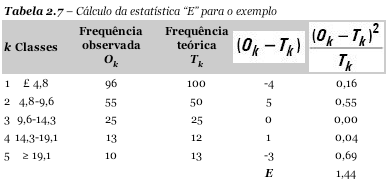 Tabela 2.7 – Cálculo da estatística “E” para o exemplo
k Classes Frequência observada O_k Frequência teórica T_k (O_k – T_k) (O_k – T_k)² / T_k
1 £ 4,8 96 100 -4 0,16
2 4,8-9,6 55 50 5 0,55
3 9,6-14,3 25 25 0 0,00
4 14,3-19,1 13 12 1 0,04
5 ≥ 19,1 10 13 -3 0,69
E 1,44